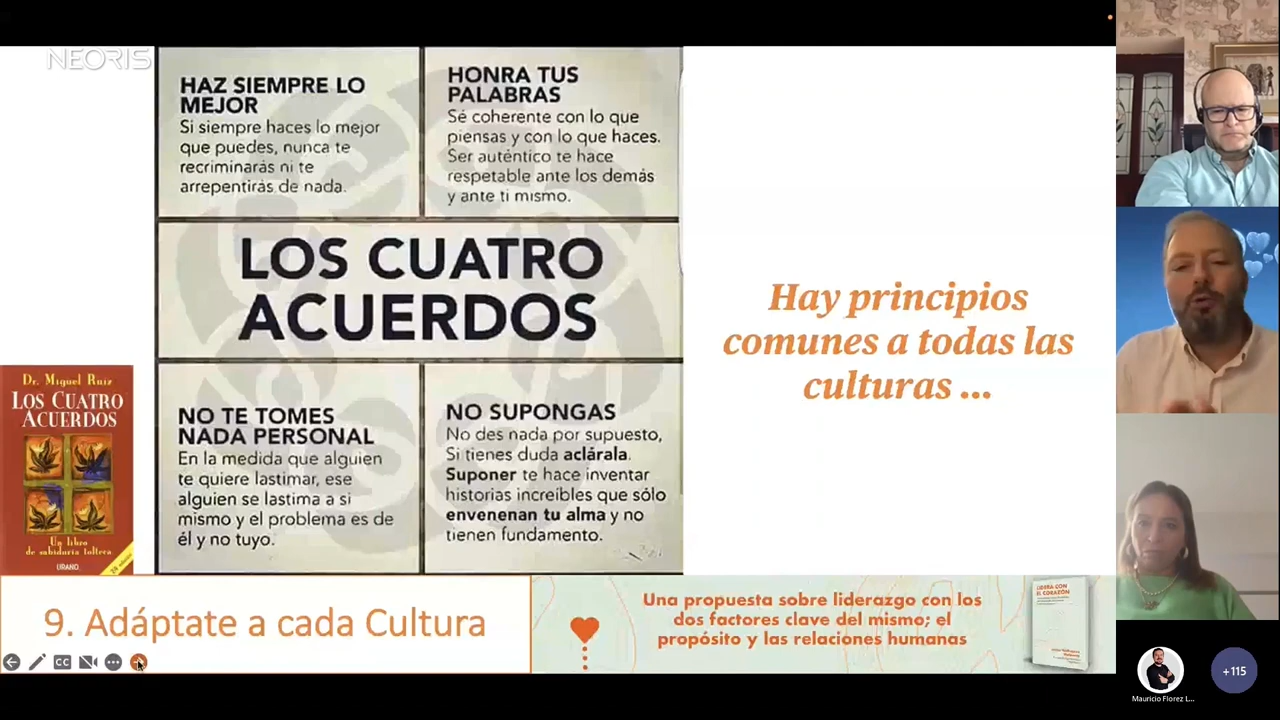 NEORIS
HAZ SIEMPRE LO
MEJOR
Si siempre haces lo mejor
que puedes, nunca te
recriminarás ni te
arrepentirás de nada.
HONRA TUS
PALABRAS
Sé coherente con lo que
piensas y con lo que haces.
Ser auténtico te hace
respetable ante los demás
y ante ti mismo.
LOS CUATRO
ACUERDOS
NO TE TOMES
NADA PERSONAL
En la medida que alguien
te quiere lastimar, ese
alguien se lastima a si
mismo y el problema es de
él y no tuyo.
NO SUPONGAS
No des nada por supuesto,
Si tienes duda aclárala.
Suponer te hace inventar
historias increíbles que sólo
envenenan tu alma y no
tienen fundamento.
Hay principios
comunes a todas las
culturas ...
Dr. Miguel Ruiz
LOS CUATRO
ACUERDOS
Un libro
de sabiduría tolteca
URANO
9. Adáptate a cada Cultura
Una propuesta sobre liderazgo con los
dos factores clave del mismo; el
propósito y las relaciones humanas
LIDERA CON
EL CORAZÓN
CC
Mauricio Florez L...
+115